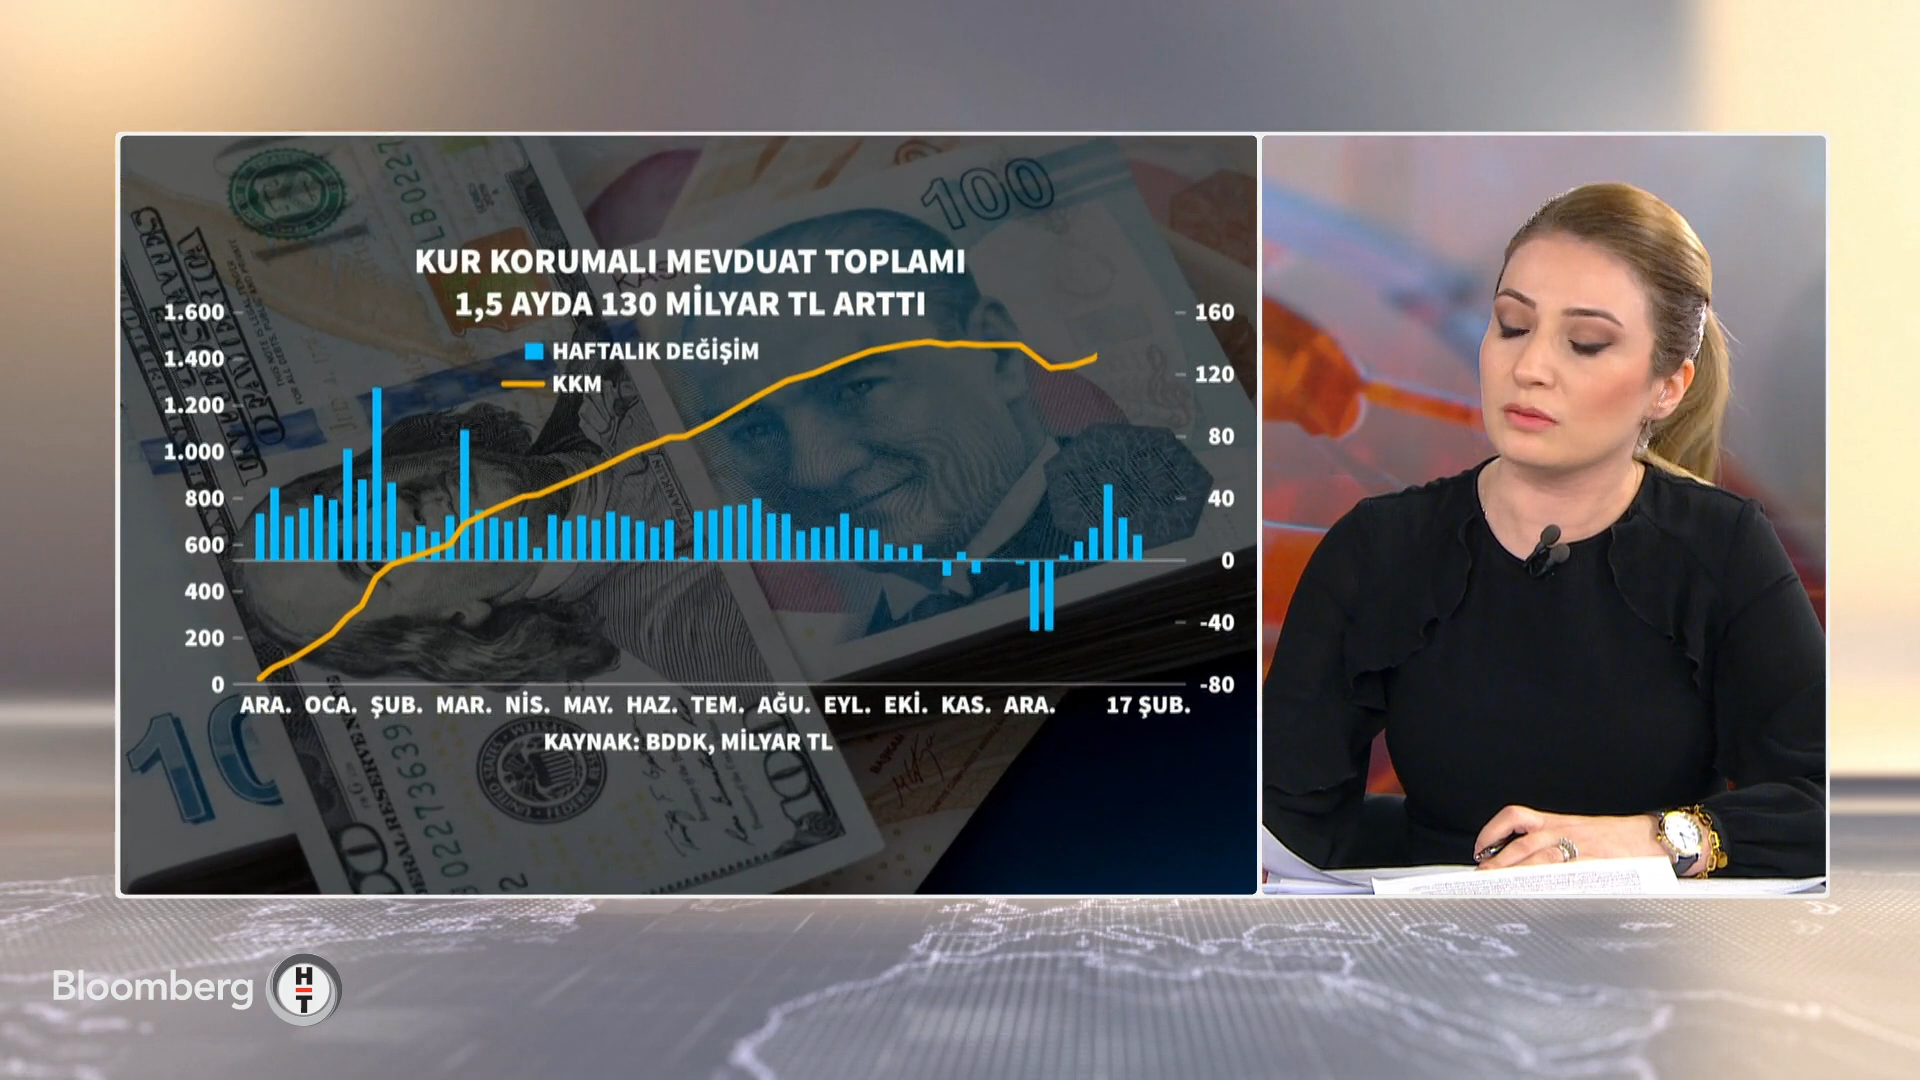 KUR KORUMALI MEVDUAT TOPLAMI
1,5 AYDA 130 MİLYAR TL ARTTI
HAFTALIK DEĞİŞİM
KKM
1.600
1.400
1.200
1.000
800
600
400
200
0
160
120
80
40
0
-40
-80
ARA. OCA. ŞUB. MAR. NİS. MAY. HAZ. TEM. AĞU. EYL. EKİ. KAS. ARA. 17 ŞUB.
KAYNAK: BDDK, MİLYAR TL
100
LB0227
02273639
100
Bloomberg
HT